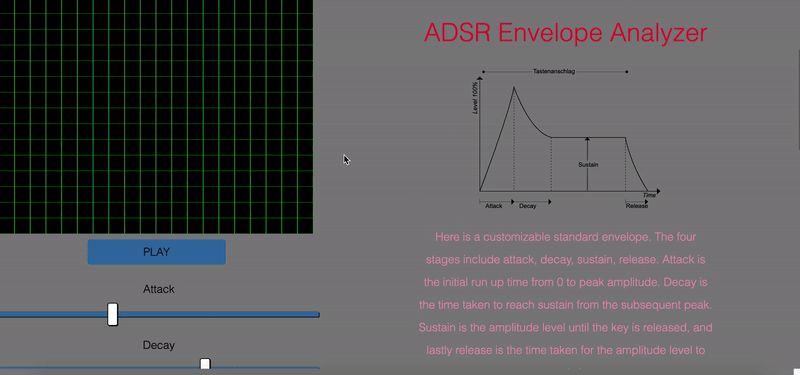 ADSR Envelope Analyzer
Tastenanschlag
Level 100%
Sustain
Time
Attack
Decay
Release
Here is a customizable standard envelope. The four
stages include attack, decay, sustain, release. Attack is
the initial run up time from 0 to peak amplitude. Decay is
the time taken to reach sustain from the subsequent peak.
Sustain is the amplitude level until the key is released, and
lastly release is the time taken for the amplitude level to
PLAY
Attack
Decay